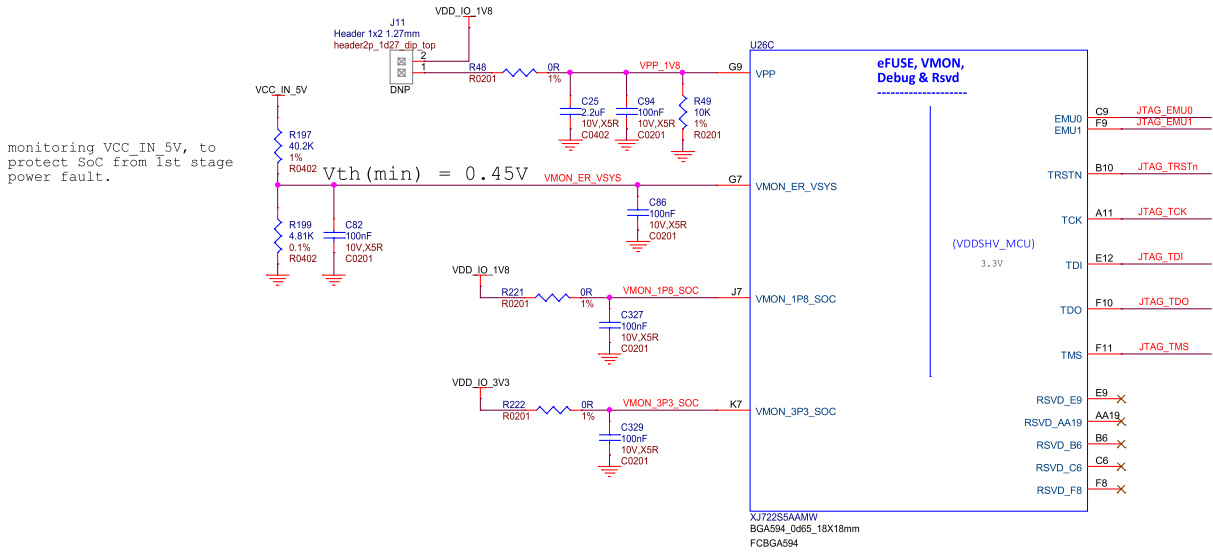 VDD_IO_1V8
J11
Header 1x2 1.27mm
header2p_1d27_dip_top
2
1
DNP
R48
R0201
0R
1%
VPP_1V8
G9
VPP
C25
2.2uF
10V,X5R
C0402
C94
100nF
10V,X5R
C0201
R49
10K
1%
R0201
U26C
eFUSE, VMON,
Debug & Rsvd
--------------------
VCC_IN_5V
R197
40.2K
1%
R0402
monitoring VCC_IN_5V, to
protect SoC from 1st stage
power fault.
Vth(min) = 0.45V
VMON_ER_VSYS
G7
VMON_ER_VSYS
R199
4.81K
0.1%
R0402
C82
100nF
10V,X5R
C0201
C86
100nF
10V,X5R
C0201
VDD_IO_1V8
R221
R0201
0R
1%
VMON_1P8_SOC
J7
VMON_1P8_SOC
C327
100nF
10V,X5R
C0201
VDD_IO_3V3
R222
R0201
0R
1%
VMON_3P3_SOC
K7
VMON_3P3_SOC
C329
100nF
10V,X5R
C0201
(VDDSHV_MCU)
3.3V
EMU0
C9
JTAG_EMU0
EMU1
F9
JTAG_EMU1
TRSTN
B10
JTAG_TRSTn
TCK
A11
JTAG_TCK
TDI
E12
JTAG_TDI
TDO
F10
JTAG_TDO
TMS
F11
JTAG_TMS
RSVD_E9
E9
RSVD_AA19
AA19
RSVD_B6
B6
RSVD_C6
C6
RSVD_F8
F8
XJ722S5AAMW
BGA594_0d65_18X18mm
FCBGA594